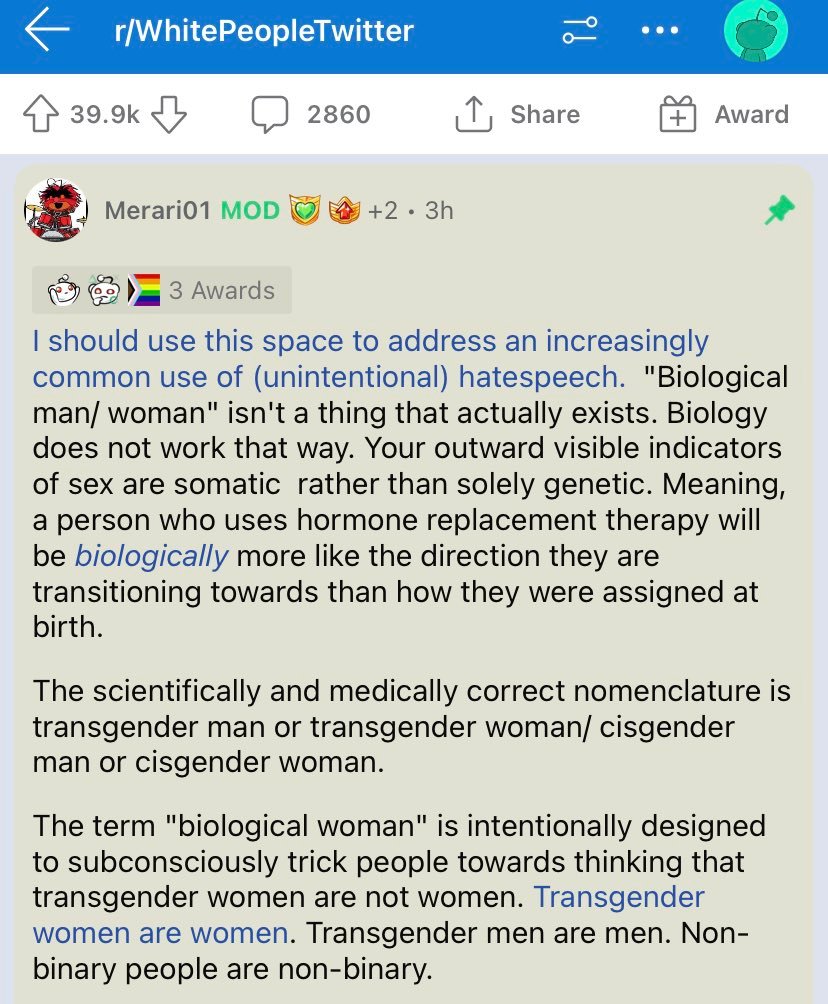 r/WhitePeopleTwitter
39.9k 2860 Share Award
Merari01 MOD +2 • 3h
3 Awards
I should use this space to address an increasingly
common use of (unintentional) hatespeech. "Biological
man/ woman" isn't a thing that actually exists. Biology
does not work that way. Your outward visible indicators
of sex are somatic rather than solely genetic. Meaning,
a person who uses hormone replacement therapy will
be biologically more like the direction they are
transitioning towards than how they were assigned at
birth.
The scientifically and medically correct nomenclature is
transgender man or transgender woman/ cisgender
man or cisgender woman.
The term "biological woman" is intentionally designed
to subconsciously trick people towards thinking that
transgender women are not women. Transgender
women are women. Transgender men are men. Non-
binary people are non-binary.